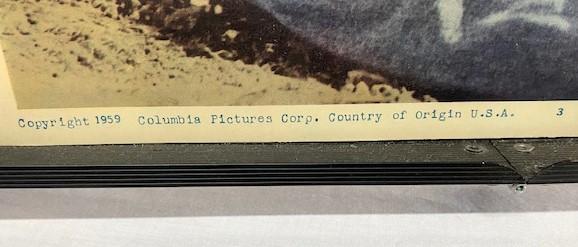 Copyright 1959 Columbia Pictures Corp. Country of Origin U.S.A. 3